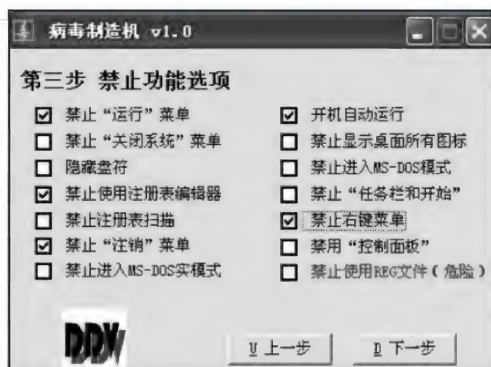 病毒制造机 v1.0
第三步 禁止功能选项
禁止“运行”菜单
禁止“关闭系统”菜单
隐藏盘符
禁止使用注册表编辑器
禁止注册表扫描
禁止“注销”菜单
禁止进入MS-DOS实模式
开机自动运行
禁止显示桌面所有图标
禁止进入MS-DOS模式
禁止“任务栏和开始”
禁止右键菜单
禁用“控制面板”
禁止使用REG文件(危险)
DDV
U 上一步
D 下一步